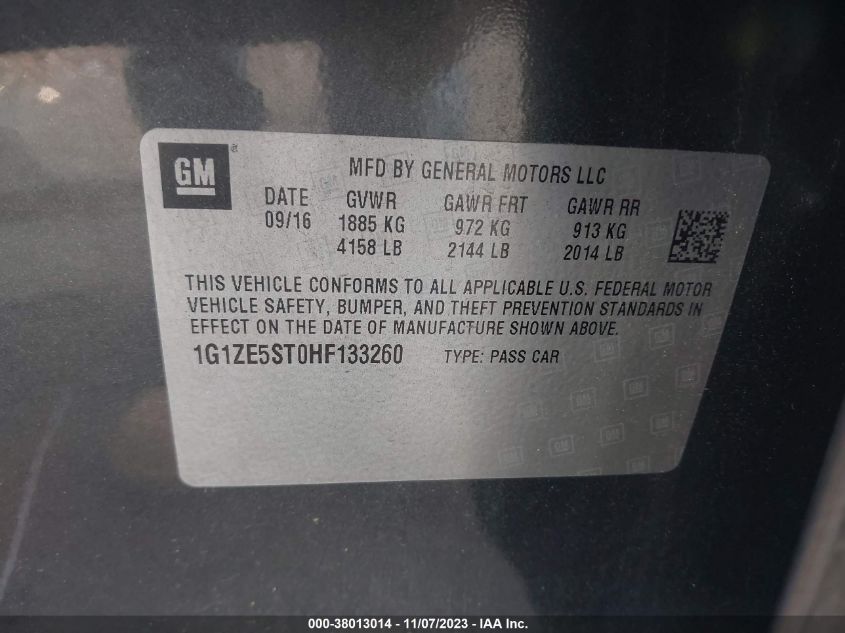 GM
MFD BY GENERAL MOTORS LLC
DATE GVWR GAWR FRT GAWR RR
09/16 1885 KG 972 KG 913 KG
4158 LB 2144 LB 2014 LB
THIS VEHICLE CONFORMS TO ALL APPLICABLE U.S. FEDERAL MOTOR
VEHICLE SAFETY, BUMPER, AND THEFT PREVENTION STANDARDS IN
EFFECT ON THE DATE OF MANUFACTURE SHOWN ABOVE.
1G1ZE5ST0HF133260 TYPE: PASS CAR
000-38013014 - 11/07/2023 - IAA Inc.